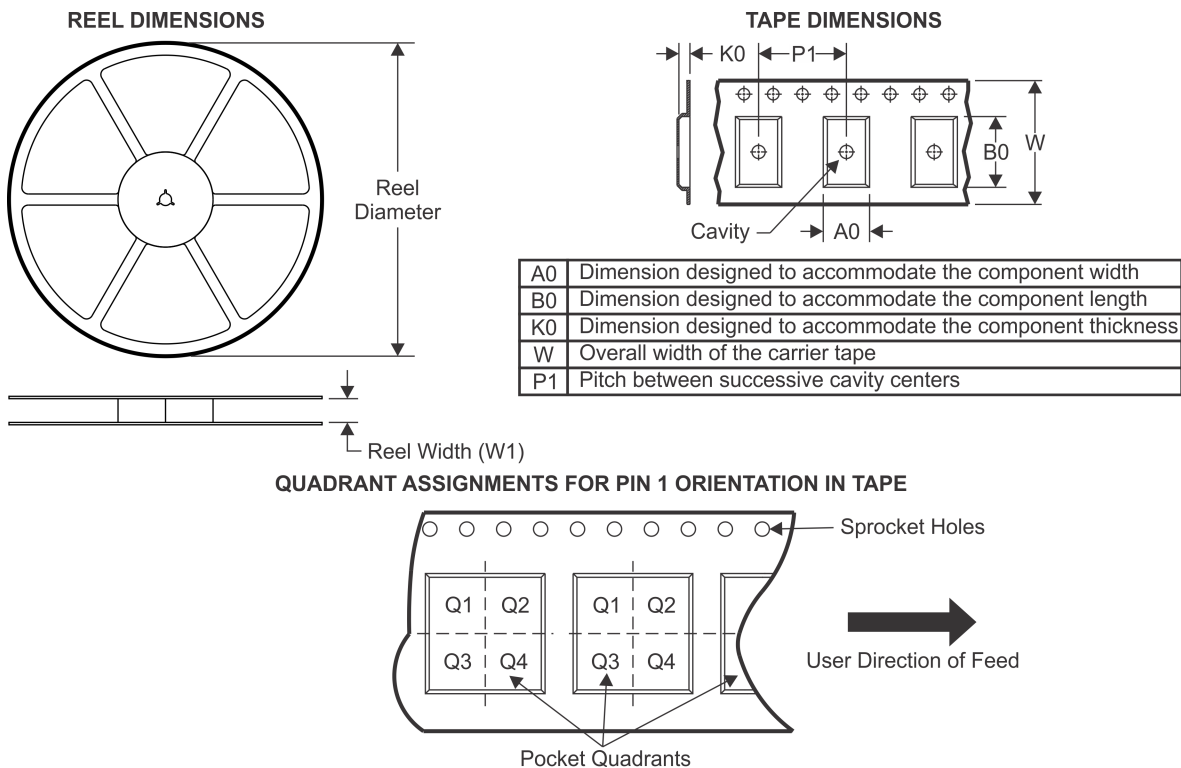 REEL DIMENSIONS
Reel
Diameter
Reel Width (W1)
TAPE DIMENSIONS
K0
P1
B0
W
Cavity
A0
A0 Dimension designed to accommodate the component width
B0 Dimension designed to accommodate the component length
K0 Dimension designed to accommodate the component thickness
W Overall width of the carrier tape
P1 Pitch between successive cavity centers
QUADRANT ASSIGNMENTS FOR PIN 1 ORIENTATION IN TAPE
Sprocket Holes
Q1 Q2 Q1 Q2
Q3 Q4 Q3 Q4
User Direction of Feed
Pocket Quadrants